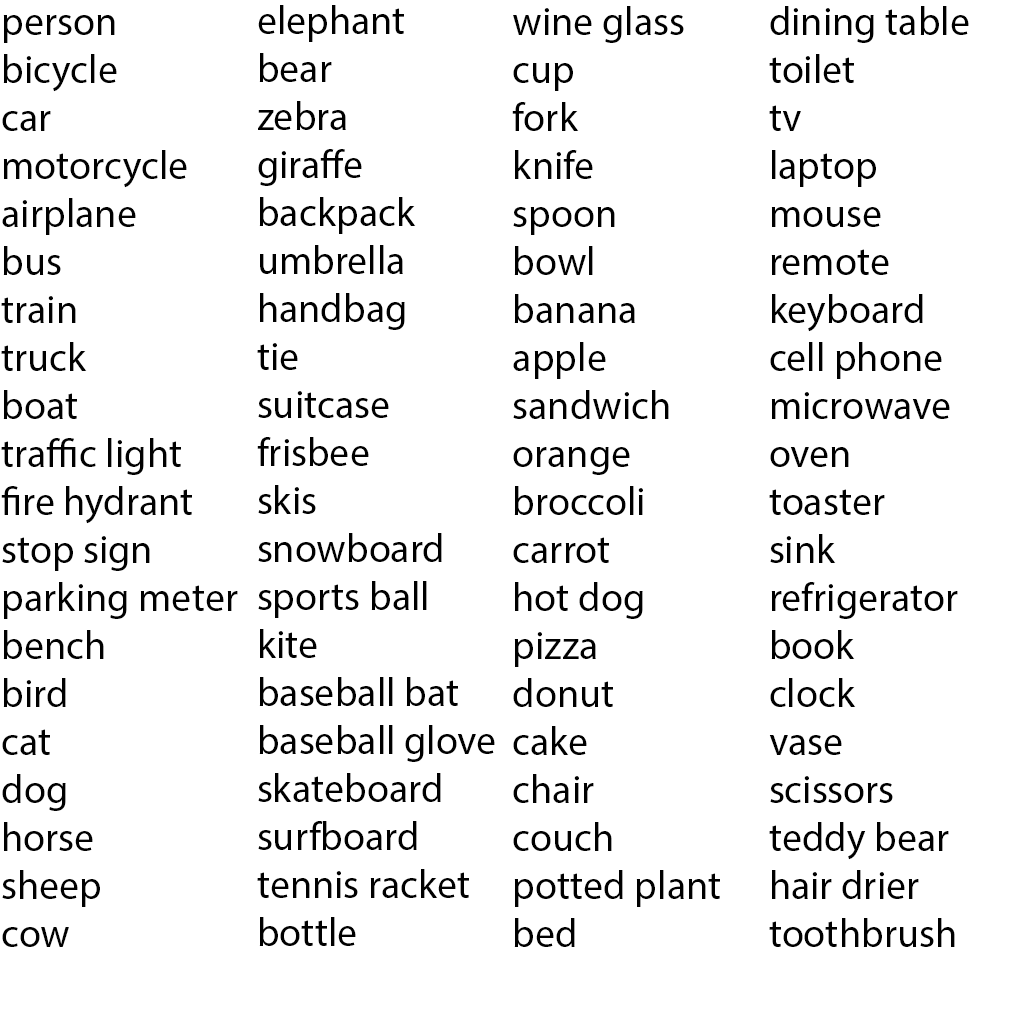 person
bicycle
car
motorcycle
airplane
bus
train
truck
boat
traffic light
fire hydrant
stop sign
parking meter
bench
bird
cat
dog
horse
sheep
cow
elephant
bear
zebra
giraffe
backpack
umbrella
handbag
tie
suitcase
frisbee
skis
snowboard
sports ball
kite
baseball bat
baseball glove
skateboard
surfboard
tennis racket
bottle
wine glass
cup
fork
knife
spoon
bowl
banana
apple
sandwich
orange
broccoli
carrot
hot dog
pizza
donut
cake
chair
couch
potted plant
bed
dining table
toilet
tv
laptop
mouse
remote
keyboard
cell phone
microwave
oven
toaster
sink
refrigerator
book
clock
vase
scissors
teddy bear
hair drier
toothbrush